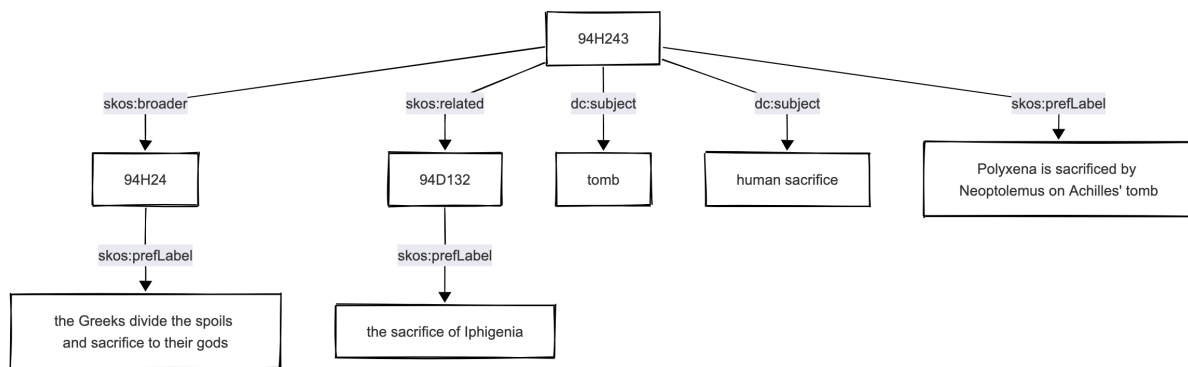 94H243
skos:broader
skos:related
dc:subject
dc:subject
skos:prefLabel
94H24
94D132
tomb
human sacrifice
Polyxena is sacrificed by
Neoptolemus on Achilles' tomb
skos:prefLabel
skos:prefLabel
the Greeks divide the spoils
and sacrifice to their gods
the sacrifice of Iphigenia